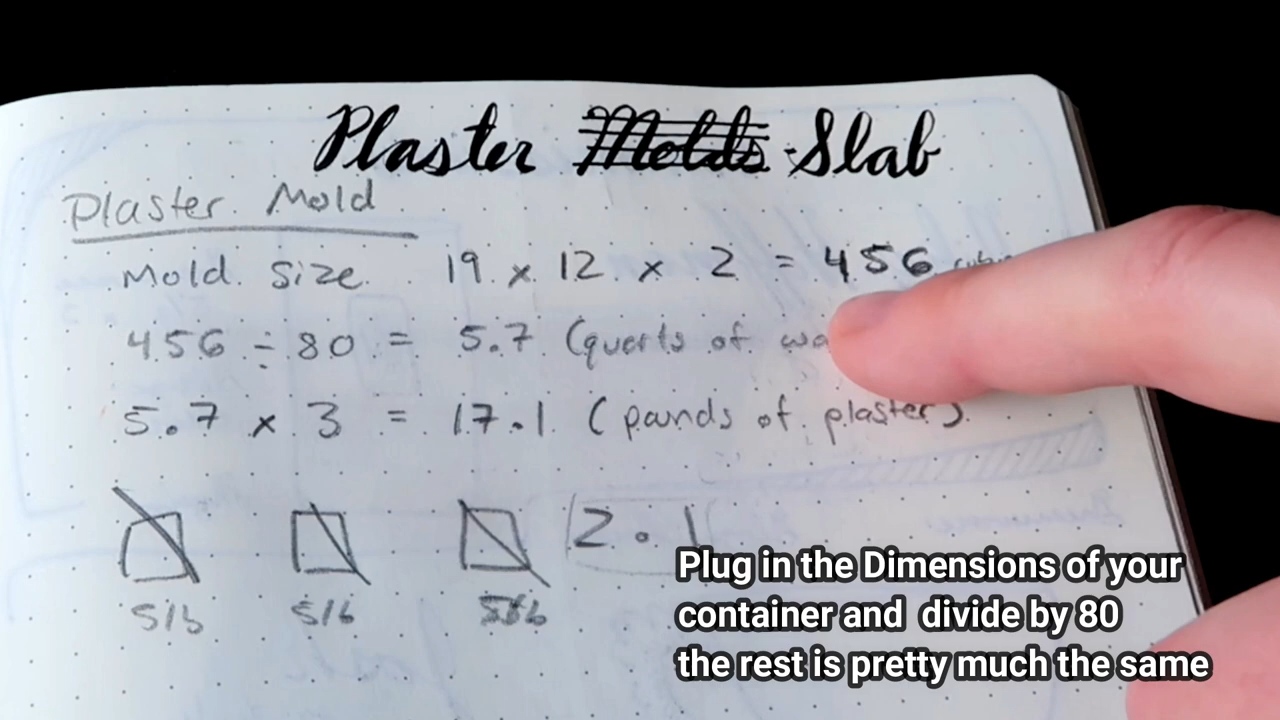 Plaster Molds Slab
Plaster Mold
Mold Size 19 x 12 x 2 = 456
456 ÷ 80 = 5.7 (quarts of
5.7 x 3 = 17.1 (pounds of plaster)
2.1
5lb 5lb 5lb
Plug in the Dimensions of your
container and divide by 80
the rest is pretty much the same